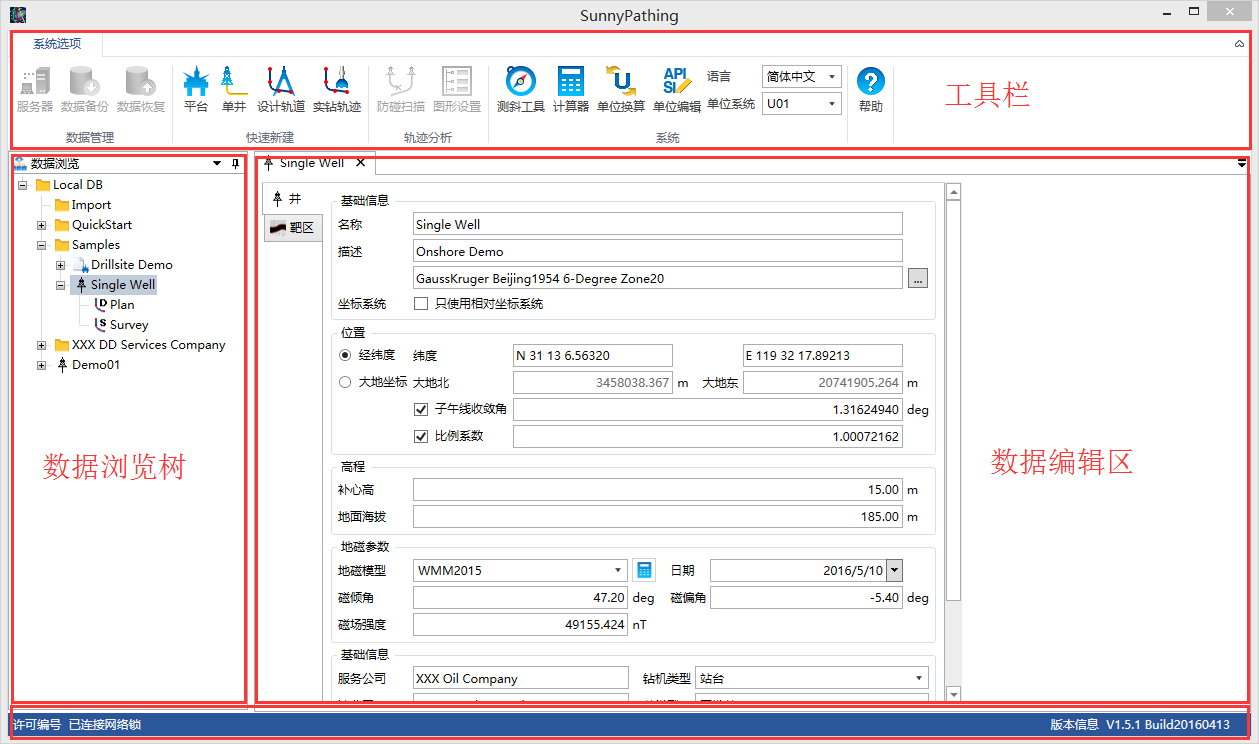 SunnyPathing
系统选项
服务器 数据备份 数据恢复 平台 单井 设计轨道 实钻轨迹 防碰扫描 图形设置 测斜工具 计算器 单位换算 API SI 单位编辑 语言 简体中文 单位系统 U01 帮助
数据管理 快速新建 轨迹分析 系统
工具栏
数据浏览
Local DB
Import
QuickStart
Samples
Drillsite Demo
Single Well
Plan
Survey
XXX DD Services Company
Demo01
数据浏览树
Single Well
井
靶区
基础信息
名称 Single Well
描述 Onshore Demo
GaussKruger Beijing1954 6-Degree Zone20 ...
坐标系统 只使用相对坐标系统
位置
经纬度 纬度 N 31 13 6.56320 E 119 32 17.89213
大地坐标 大地北 3458038.367 m 大地东 20741905.264 m
子午线收敛角 1.31624940 deg
比例系数 1.00072162
高程
补心高 15.00 m
地面海拔 185.00 m
地磁参数
地磁模型 WMM2015 日期 2016/5/10
磁倾角 47.20 deg 磁偏角 -5.40 deg
磁场强度 49155.424 nT
基础信息
服务公司 XXX Oil Company 钻机类型 站台
数据编辑区
许可编号 已连接网络锁 版本信息 V1.5.1 Build20160413